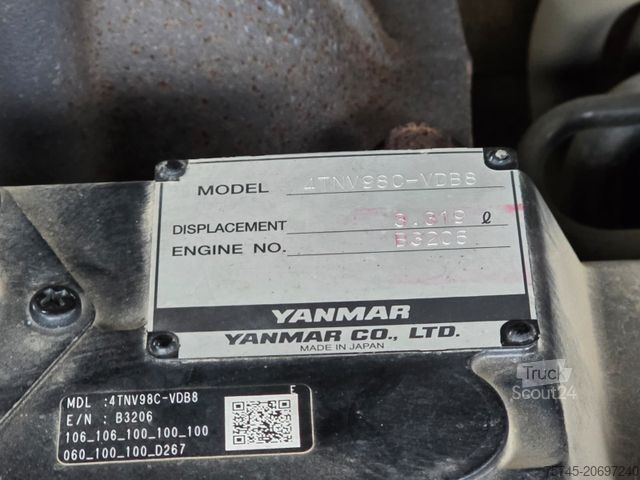 MODEL 4TNV98C-VDB8
DISPLACEMENT 3.319 ℓ
ENGINE NO. B3206
YANMAR
YANMAR CO., LTD.
MADE IN JAPAN
MDL :4TNV98C-VDB8
E/N : B3206
106_106_100_100_100
060_100_100_D267
F
Truck
Scout24
75745-20697240